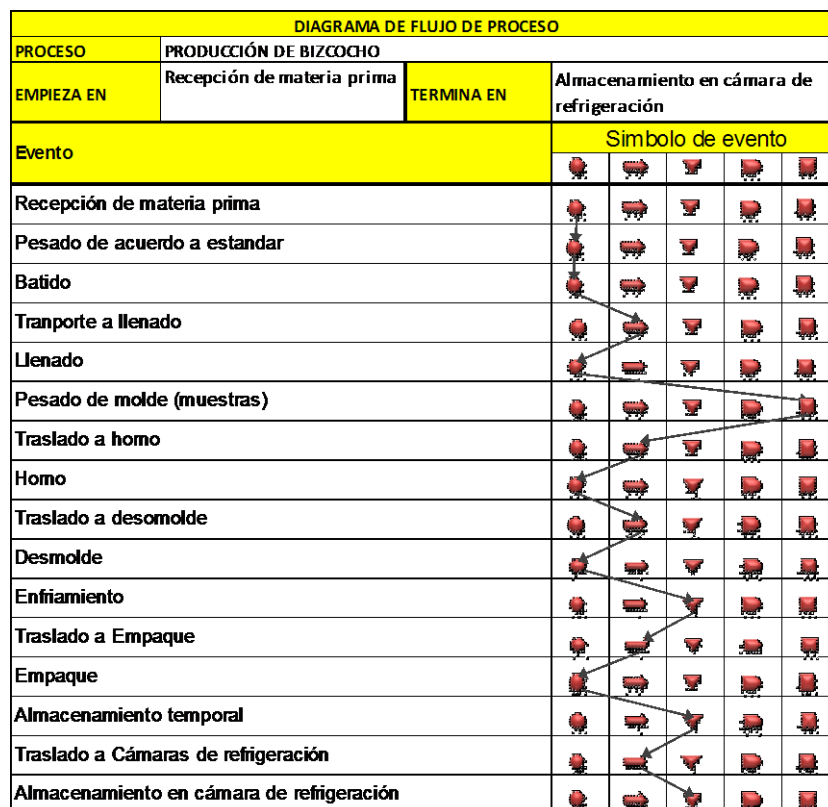 DIAGRAMA DE FLUJO DE PROCESO
PROCESO
PRODUCCIÓN DE BIZCOCHO
EMPIEZA EN
Recepción de materia prima
TERMINA EN
Almacenamiento en cámara de
refrigeración
Evento
Simbolo de evento
Recepción de materia prima
Pesado de acuerdo a estandar
Batido
Tranporte a llenado
Llenado
Pesado de molde (muestras)
Traslado a horno
Horno
Traslado a desomolde
Desmolde
Enfriamiento
Traslado a Empaque
Empaque
Almacenamiento temporal
Traslado a Cámaras de refrigeración
Almacenamiento en cámara de refrigeración